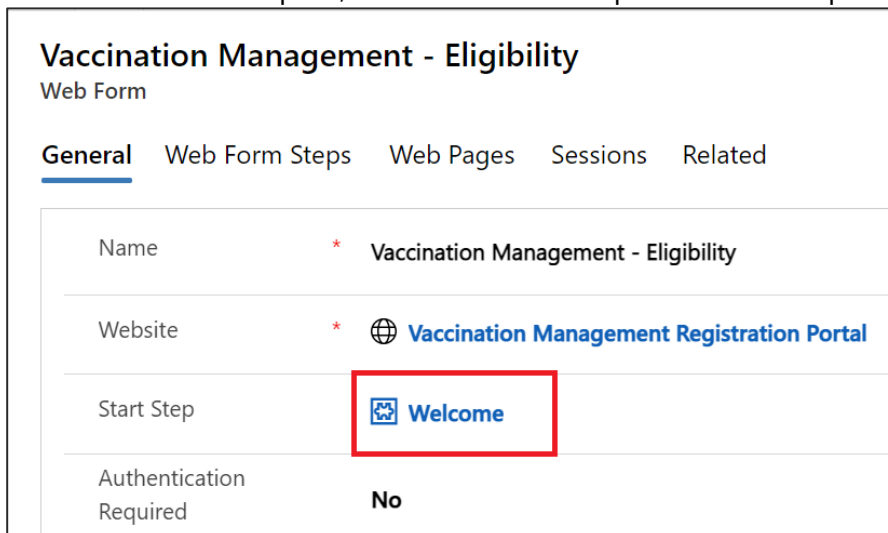 Vaccination Management - Eligibility
Web Form
General Web Form Steps Web Pages Sessions Related
Name * Vaccination Management - Eligibility
Website * Vaccination Management Registration Portal
Start Step Welcome
Authentication
Required No